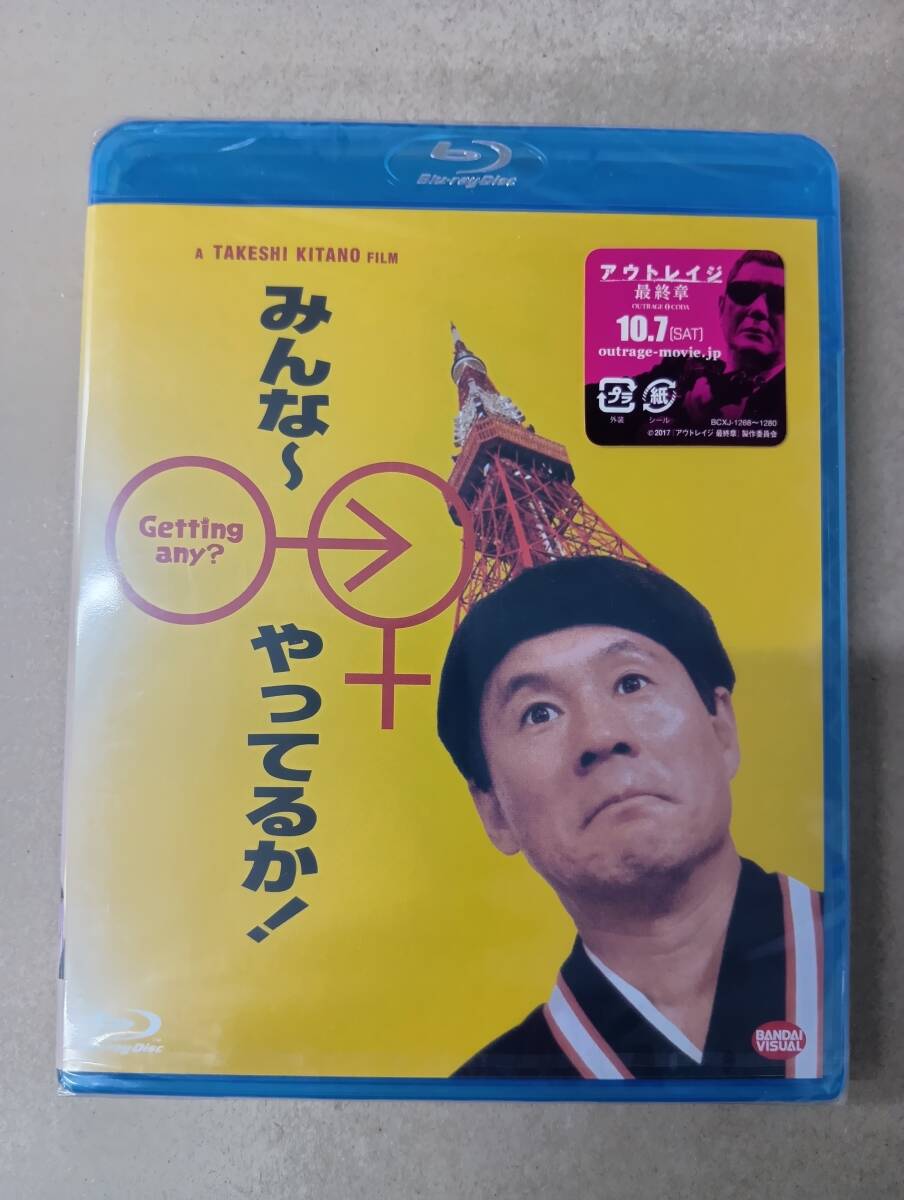 Blu-ray Disc
A TAKESHI KITANO FILM
みんな～
やってるか！
Getting
any?
アウトレイジ
最終章
OUTRAGE CODA
10.7[SAT]
outrage-movie.jp
プラ
外装
紙
シール
BCXJ-1268～1280
©2017「アウトレイジ 最終章」製作委員会
Blu-ray Disc
BANDAI
VISUAL